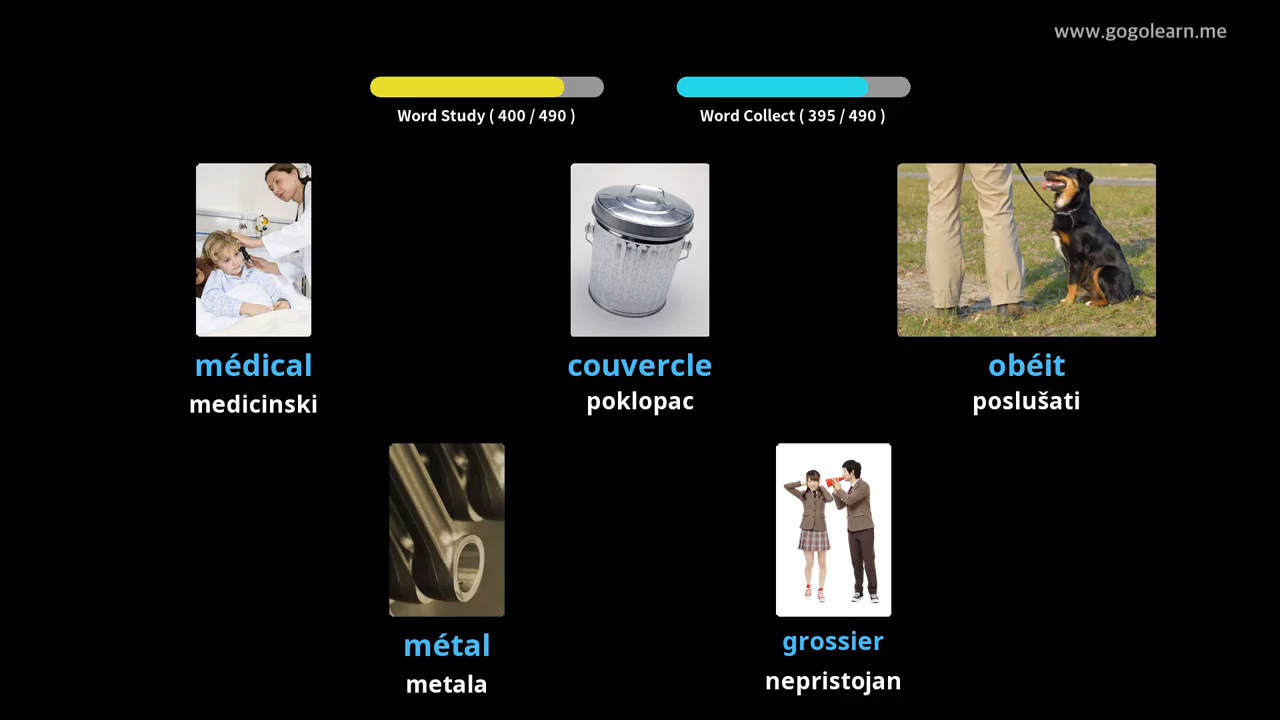 www.gogolearn.me
Word Study ( 400 / 490 )
Word Collect ( 395 / 490 )
médical
medicinski
couvercle
poklopac
obéit
poslušati
métal
metala
grossier
nepristojan